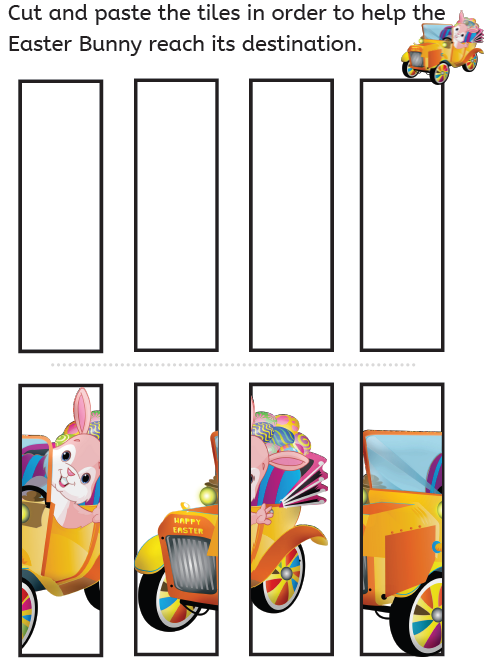 Cut and paste the tiles in order to help the
Easter Bunny reach its destination.
HAPPY
EASTER